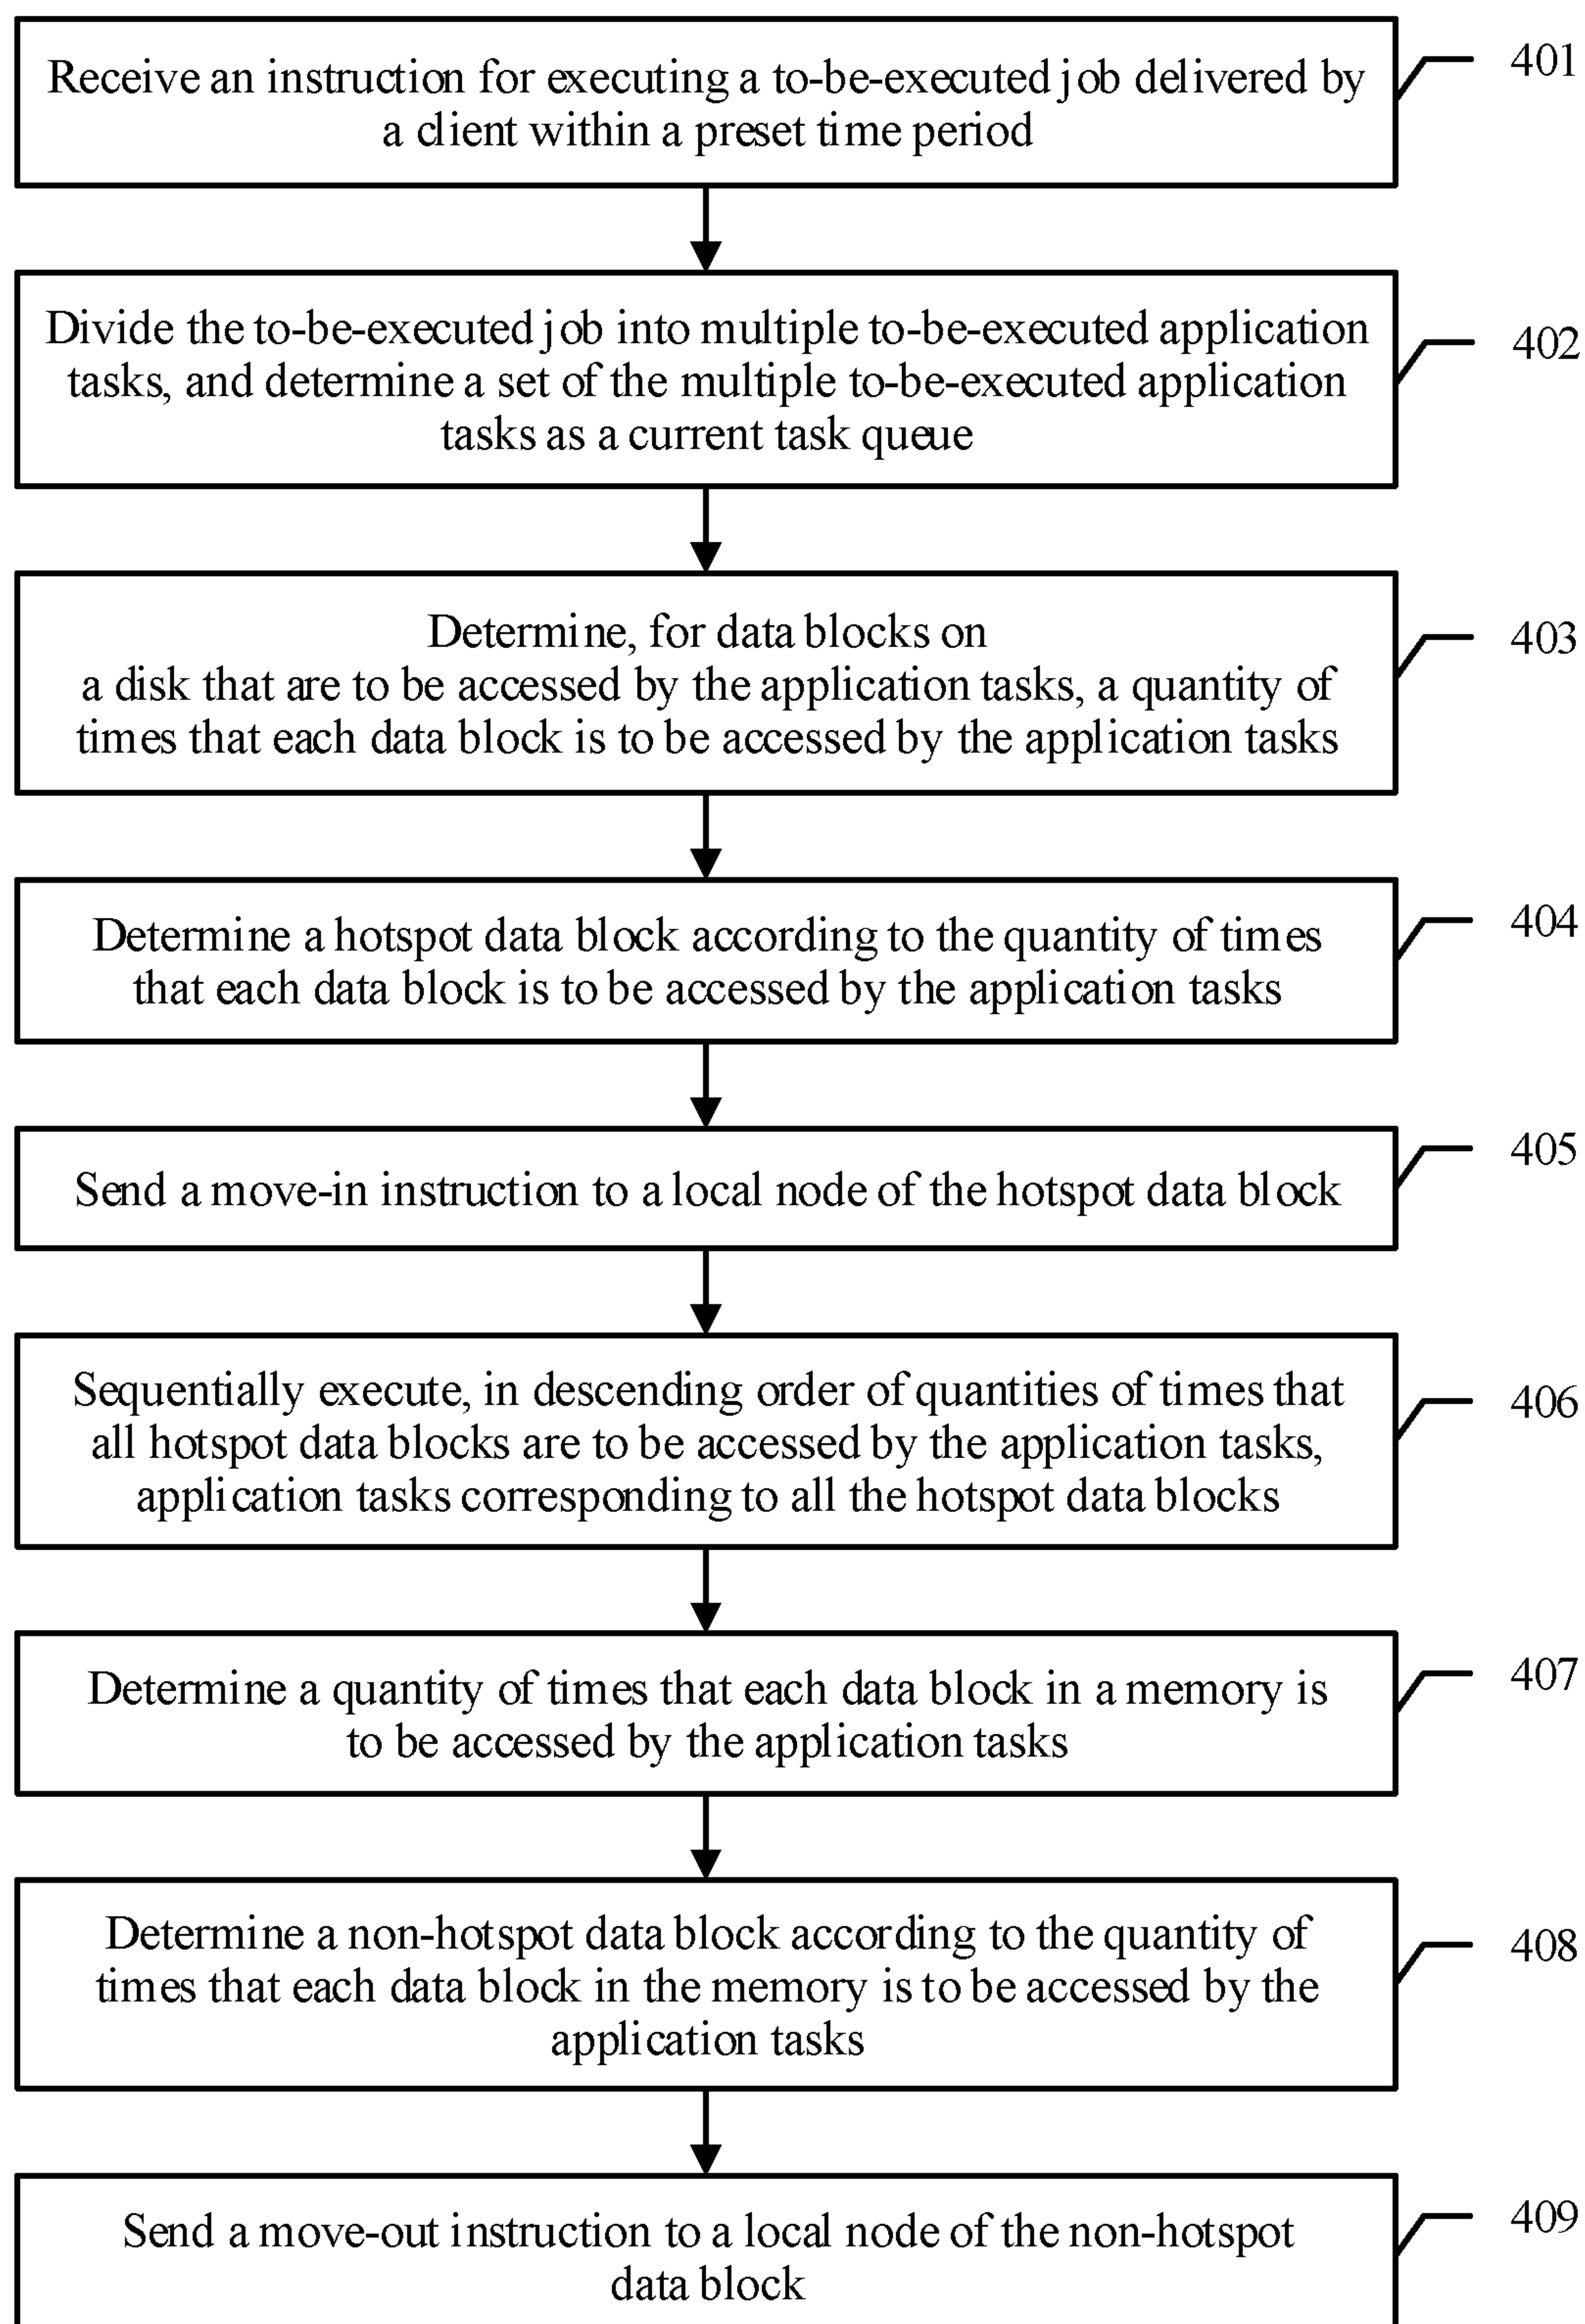 Receive an instruction for executing a to-be-executed job delivered by
a client within a preset time period
401
Divide the to-be-executed job into multiple to-be-executed application
tasks, and determine a set of the multiple to-be-executed application
tasks as a current task queue
402
Determine, for data blocks on
a disk that are to be accessed by the application tasks, a quantity of
times that each data block is to be accessed by the application tasks
403
Determine a hotspot data block according to the quantity of times
that each data block is to be accessed by the application tasks
404
Send a move-in instruction to a local node of the hotspot data block
405
Sequentially execute, in descending order of quantities of times that
all hotspot data blocks are to be accessed by the application tasks,
application tasks corresponding to all the hotspot data blocks
406
Determine a quantity of times that each data block in a memory is
to be accessed by the application tasks
407
Determine a non-hotspot data block according to the quantity of
times that each data block in the memory is to be accessed by the
application tasks
408
Send a move-out instruction to a local node of the non-hotspot
data block
409